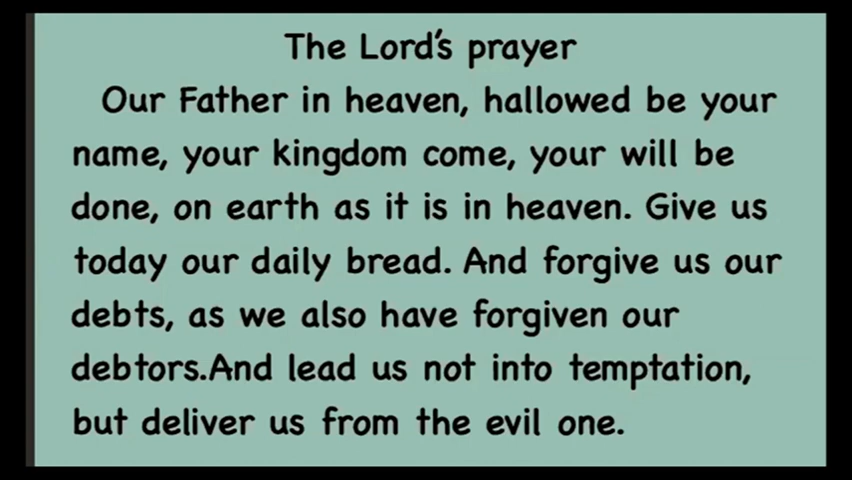 The Lord's prayer
Our Father in heaven, hallowed be your
name, your kingdom come, your will be
done, on earth as it is in heaven. Give us
today our daily bread. And forgive us our
debts, as we also have forgiven our
debtors.And lead us not into temptation,
but deliver us from the evil one.